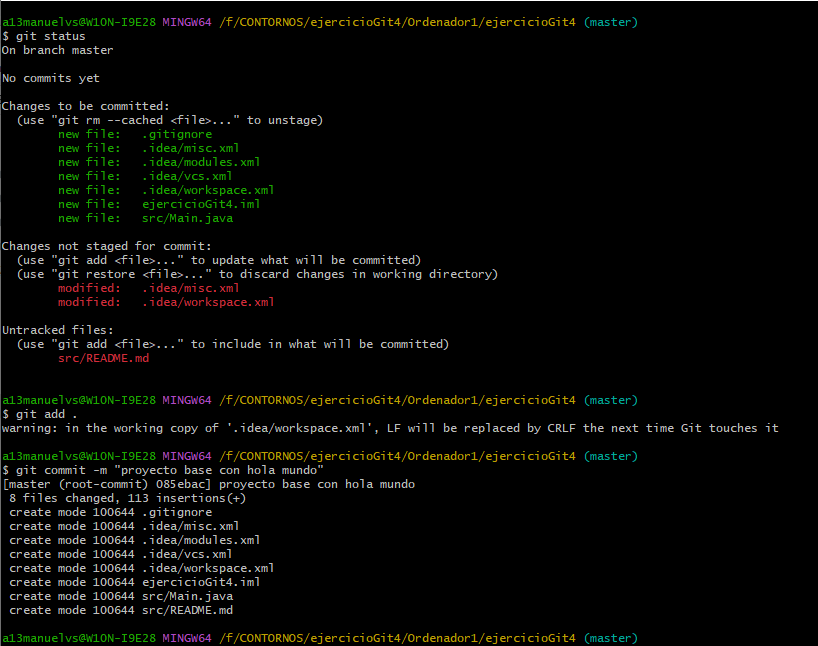 a13manuelvs@W10N-I9E28 MINGW64 /f/CONTORNOS/ejercicioGit4/Ordenador1/ejercicioGit4 (master)
$ git status
On branch master

No commits yet

Changes to be committed:
  (use "git rm --cached <file>..." to unstage)
        new file:   .gitignore
        new file:   .idea/misc.xml
        new file:   .idea/modules.xml
        new file:   .idea/vcs.xml
        new file:   .idea/workspace.xml
        new file:   ejercicioGit4.iml
        new file:   src/Main.java

Changes not staged for commit:
  (use "git add <file>..." to update what will be committed)
  (use "git restore <file>..." to discard changes in working directory)
        modified:   .idea/misc.xml
        modified:   .idea/workspace.xml

Untracked files:
  (use "git add <file>..." to include in what will be committed)
        src/README.md

a13manuelvs@W10N-I9E28 MINGW64 /f/CONTORNOS/ejercicioGit4/Ordenador1/ejercicioGit4 (master)
$ git add .
warning: in the working copy of '.idea/workspace.xml', LF will be replaced by CRLF the next time Git touches it

a13manuelvs@W10N-I9E28 MINGW64 /f/CONTORNOS/ejercicioGit4/Ordenador1/ejercicioGit4 (master)
$ git commit -m "proyecto base con hola mundo"
[master (root-commit) 085ebac] proyecto base con hola mundo
 8 files changed, 113 insertions(+)
 create mode 100644 .gitignore
 create mode 100644 .idea/misc.xml
 create mode 100644 .idea/modules.xml
 create mode 100644 .idea/vcs.xml
 create mode 100644 .idea/workspace.xml
 create mode 100644 ejercicioGit4.iml
 create mode 100644 src/Main.java
 create mode 100644 src/README.md

a13manuelvs@W10N-I9E28 MINGW64 /f/CONTORNOS/ejercicioGit4/Ordenador1/ejercicioGit4 (master)